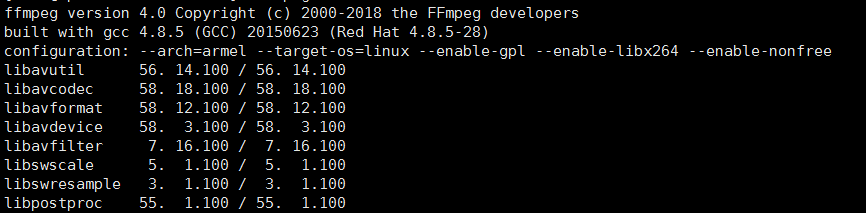 ffmpeg version 4.0 Copyright (c) 2000-2018 the FFmpeg developers
built with gcc 4.8.5 (GCC) 20150623 (Red Hat 4.8.5-28)
configuration: --arch=armel --target-os=linux --enable-gpl --enable-libx264 --enable-nonfree
libavutil      56. 14.100 / 56. 14.100
libavcodec     58. 18.100 / 58. 18.100
libavformat    58. 12.100 / 58. 12.100
libavdevice    58.  3.100 / 58.  3.100
libavfilter     7. 16.100 /  7. 16.100
libswscale      5.  1.100 /  5.  1.100
libswresample   3.  1.100 /  3.  1.100
libpostproc    55.  1.100 / 55.  1.100